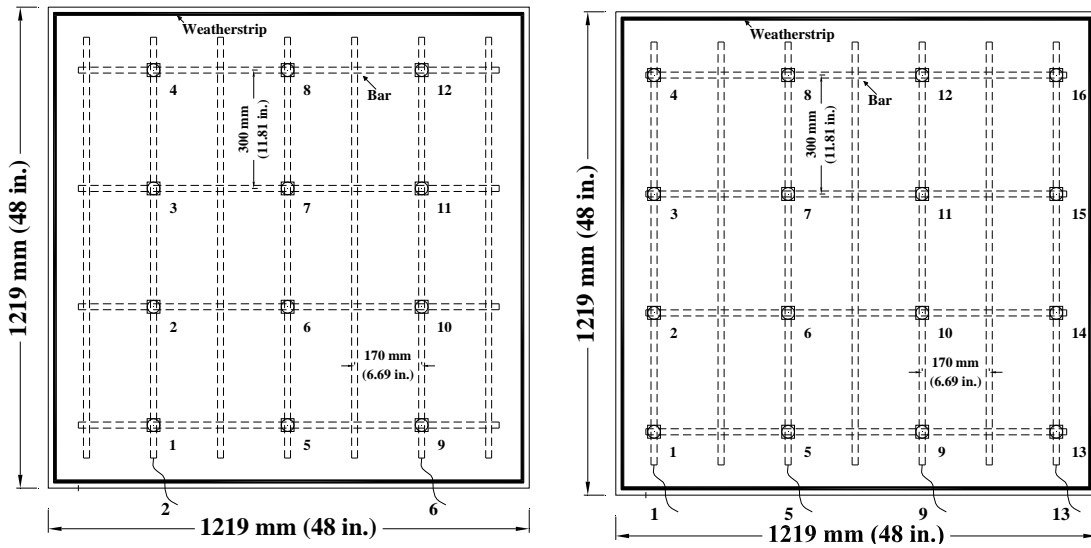 Weatherstrip
4
8
12
Bar
300 mm
(11.81 in.)
3
7
11
1219 mm (48 in.)
2
6
10
170 mm
(6.69 in.)
1
5
9
2
6
1219 mm (48 in.)
Weatherstrip
4
8
12
16
Bar
300 mm
(11.81 in.)
3
7
11
15
1219 mm (48 in.)
2
6
10
14
170 mm
(6.69 in.)
1
5
9
13
1
5
9
13
1219 mm (48 in.)